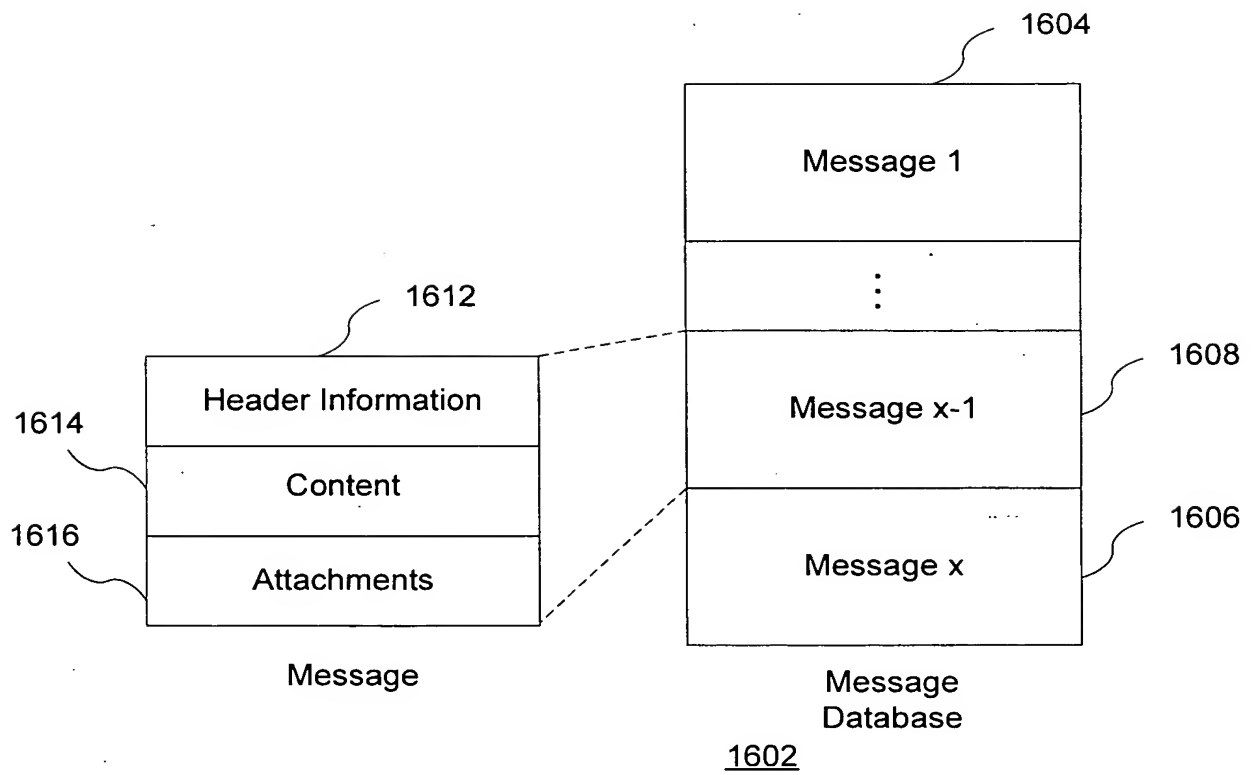 1604
Message 1
⋮
1612
1608
Header Information
Message x-1
1614
Content
1616
1606
Attachments
Message x
Message
Message
Database
1602